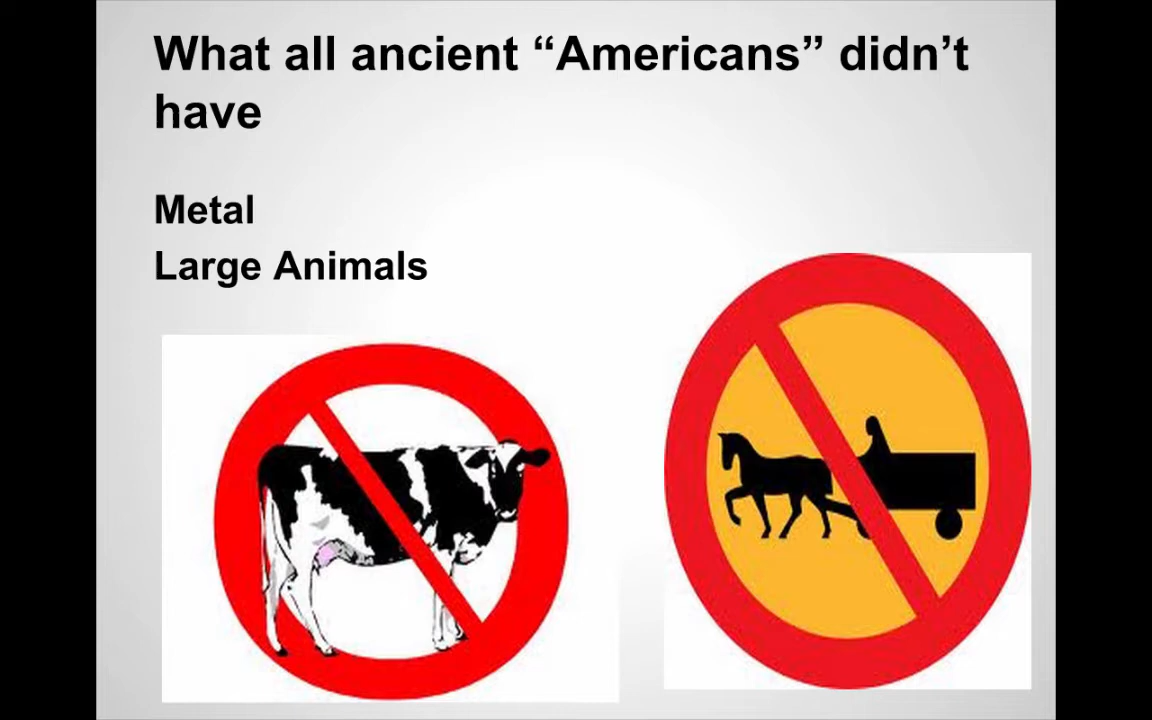 What all ancient “Americans” didn’t
have
Metal
Large Animals